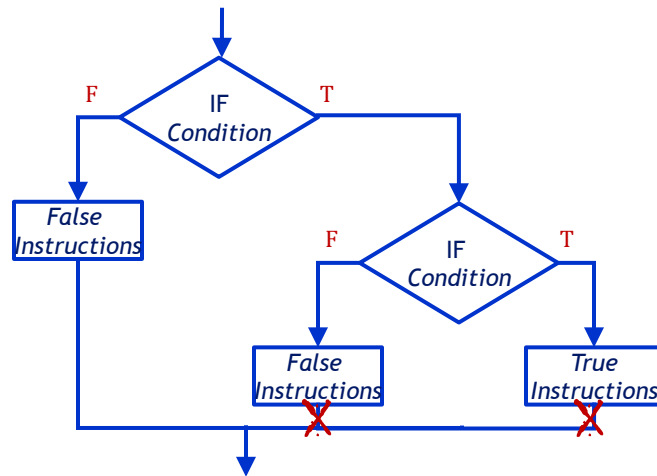 F
IF
Condition
T
False
Instructions
F
IF
Condition
T
False
Instructions
True
Instructions